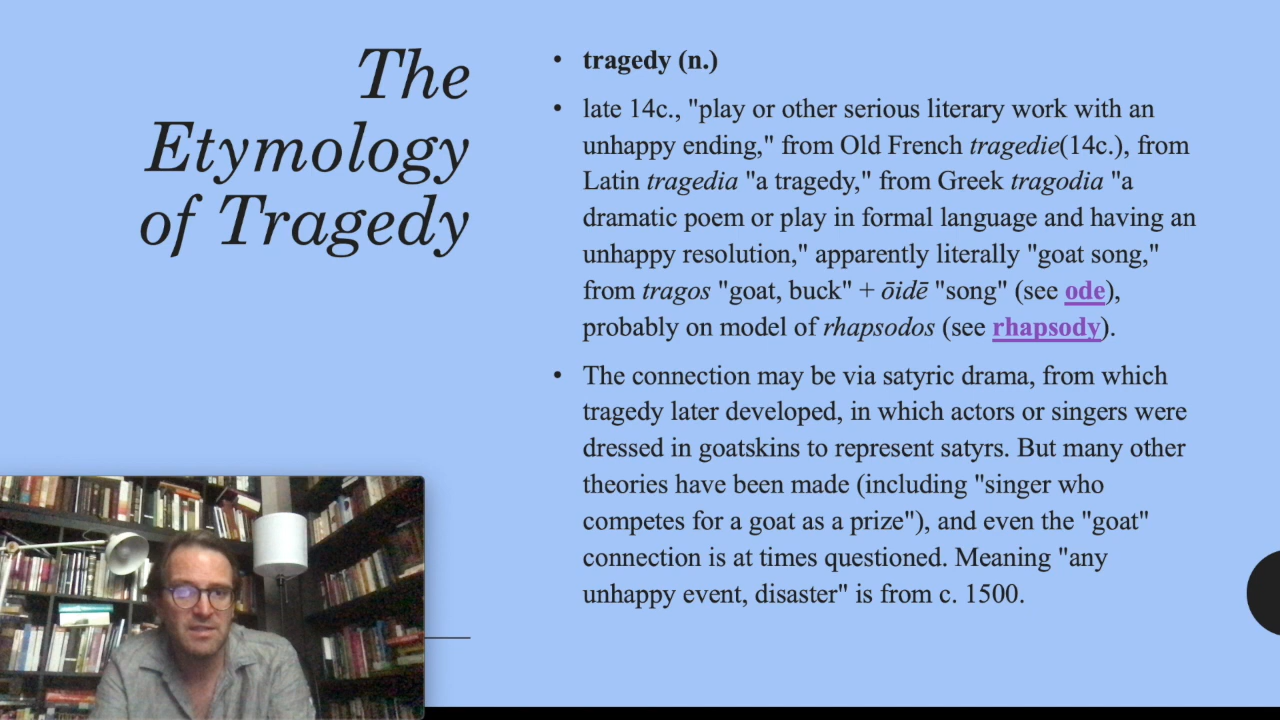 The
Etymology
of Tragedy
• tragedy (n.)
• late 14c., "play or other serious literary work with an
unhappy ending," from Old French tragedie(14c.), from
Latin tragedia "a tragedy," from Greek tragodia "a
dramatic poem or play in formal language and having an
unhappy resolution," apparently literally "goat song,"
from tragos "goat, buck" + ōidē "song" (see ode),
probably on model of rhapsodos (see rhapsody).
• The connection may be via satyric drama, from which
tragedy later developed, in which actors or singers were
dressed in goatskins to represent satyrs. But many other
theories have been made (including "singer who
competes for a goat as a prize"), and even the "goat"
connection is at times questioned. Meaning "any
unhappy event, disaster" is from c. 1500.